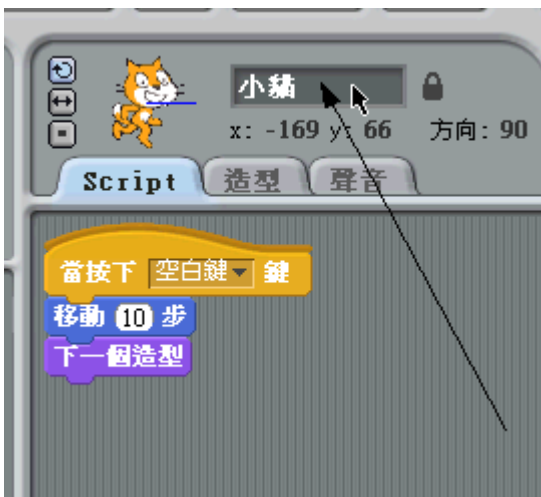 小貓
x: -169 y: 66 方向: 90
Script 造型 聲音
當按下 空白鍵 鍵
移動 10 步
下一個造型